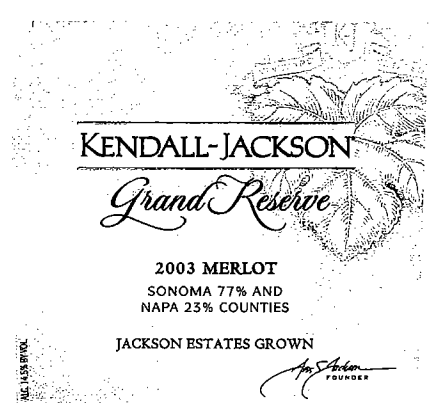 KENDALL-JACKSON
Grand Reserve
2003 MERLOT
SONOMA 77% AND
NAPA 23% COUNTIES
JACKSON ESTATES GROWN
FOUNDER
ALC. 14.5% BY VOL.